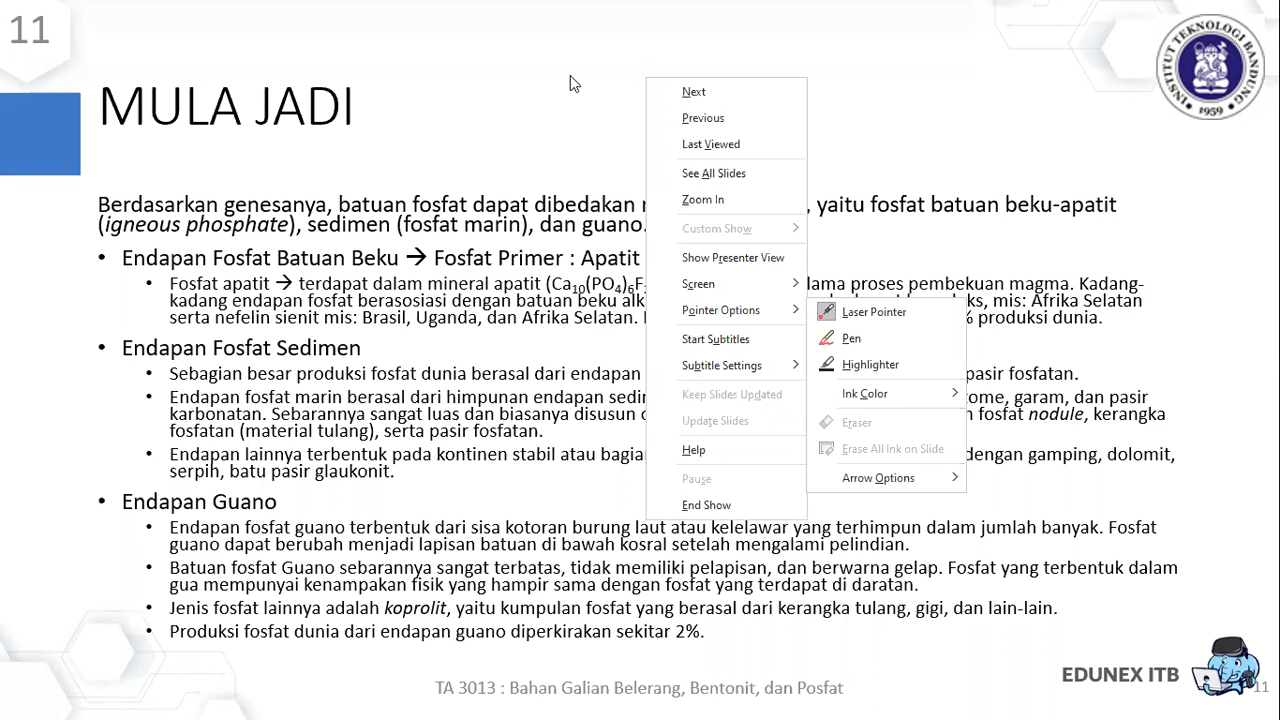 11
INSTITUT TEKNOLOGI BANDUNG
1959
MULA JADI
Berdasarkan genesanya, batuan fosfat dapat dibedakan , yaitu fosfat batuan beku-apatit
(igneous phosphate), sedimen (fosfat marin), dan guano.
• Endapan Fosfat Batuan Beku → Fosfat Primer : Apatit
• Fosfat apatit → terdapat dalam mineral apatit (Ca10(PO4)6F proses pembekuan magma. Kadang-
kadang endapan fosfat berasosiasi dengan batuan beku mis: Afrika Selatan
serta nefelin sienit mis: Brasil, Uganda, dan Afrika Selatan. % produksi dunia.
• Endapan Fosfat Sedimen
• Sebagian besar produksi fosfat dunia berasal dari endapan pasir fosfatan.
• Endapan fosfat marin berasal dari himpunan endapan garam, dan pasir
karbonatan. Sebarannya sangat luas dan biasanya disusun fosfat nodule, kerangka
fosfatan (material tulang), serta pasir fosfatan.
• Endapan lainnya terbentuk pada kontinen stabil atau dengan gamping, dolomit,
serpih, batu pasir glaukonit.
• Endapan Guano
• Endapan fosfat guano terbentuk dari sisa kotoran burung laut atau kelelawar yang terhimpun dalam jumlah banyak. Fosfat
guano dapat berubah menjadi lapisan batuan di bawah kosral setelah mengalami pelindian.
• Batuan fosfat Guano sebarannya sangat terbatas, tidak memiliki pelapisan, dan berwarna gelap. Fosfat yang terbentuk dalam
gua mempunyai kenampakan fisik yang hampir sama dengan fosfat yang terdapat di daratan.
• Jenis fosfat lainnya adalah koprolit, yaitu kumpulan fosfat yang berasal dari kerangka tulang, gigi, dan lain-lain.
• Produksi fosfat dunia dari endapan guano diperkirakan sekitar 2%.
Next
Previous
Last Viewed
See All Slides
Zoom In
Custom Show
Show Presenter View
Screen
Pointer Options
Start Subtitles
Subtitle Settings
Keep Slides Updated
Update Slides
Help
Pause
End Show
Laser Pointer
Pen
Highlighter
Ink Color
Eraser
Erase All Ink on Slide
Arrow Options
TA 3013 : Bahan Galian Belerang, Bentonit, dan Posfat
EDUNEX ITB
11